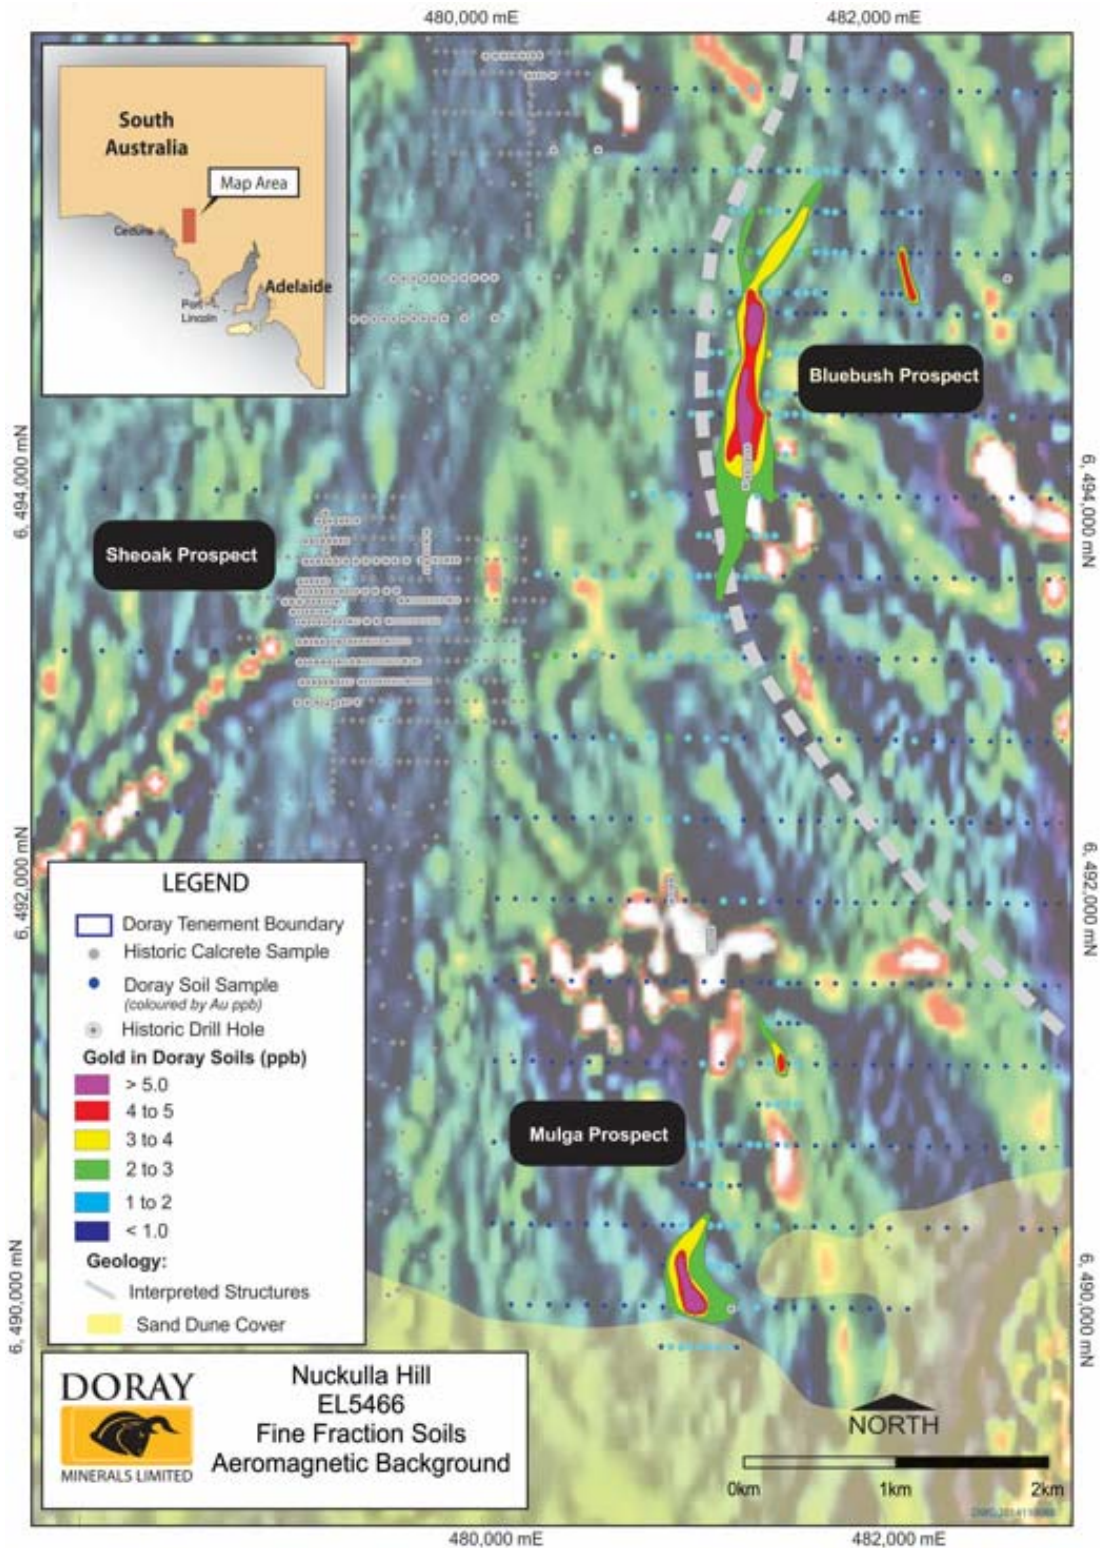 480,000 mE
482,000 mE
South
Australia
Map Area
Ceduna
Adelaide
Port
Lincoln
Bluebush Prospect
6, 494,000 mN
6, 494,000 mN
Sheoak Prospect
6, 492,000 mN
6, 492,000 mN
LEGEND
Doray Tenement Boundary
Historic Calcrete Sample
Doray Soil Sample
(coloured by Au ppb)
Historic Drill Hole
Gold in Doray Soils (ppb)
> 5.0
4 to 5
3 to 4
2 to 3
1 to 2
< 1.0
Geology:
Interpreted Structures
Sand Dune Cover
Mulga Prospect
6, 490,000 mN
6, 490,000 mN
DORAY
MINERALS LIMITED
Nuckulla Hill
EL5466
Fine Fraction Soils
Aeromagnetic Background
NORTH
0km
1km
2km
480,000 mE
482,000 mE